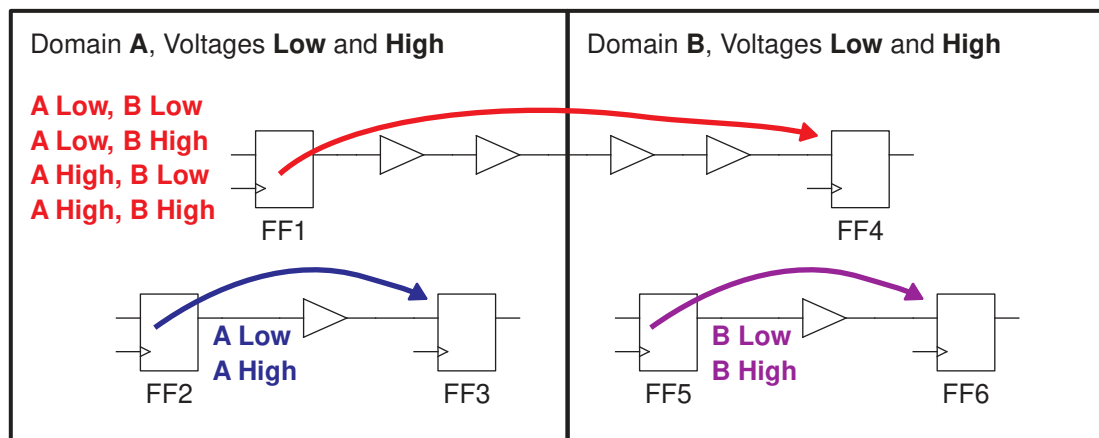 Domain A, Voltages Low and High
Domain B, Voltages Low and High
A Low, B Low
A Low, B High
A High, B Low
A High, B High
FF1
FF4
A Low
A High
B Low
B High
FF2
FF3
FF5
FF6